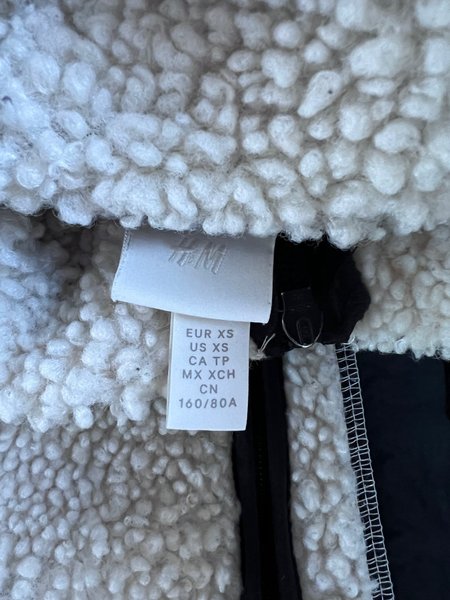 H&M
EUR XS
US XS
CA TP
MX XCH
CN
160/80A